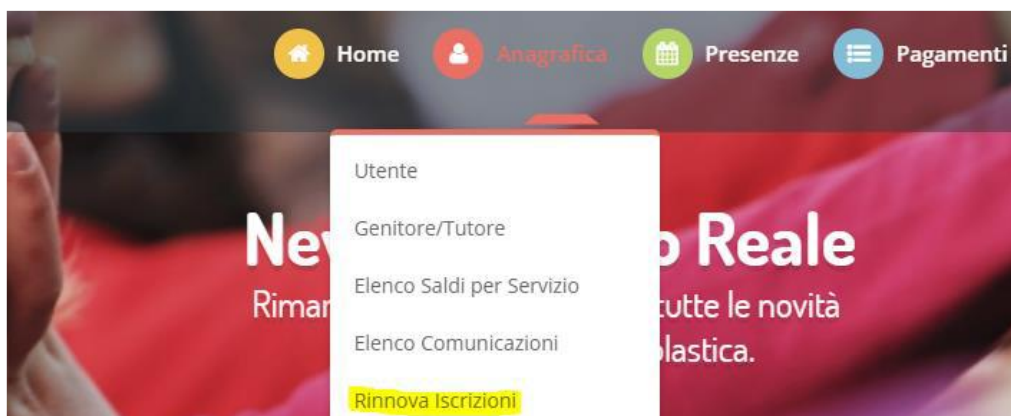 Home Anagrafica Presenze Pagamenti
Utente
Genitore/Tutore
Reale
Elenco Saldi per Servizio
tutte le novità
Elenco Comunicazioni
Rinnova Iscrizioni